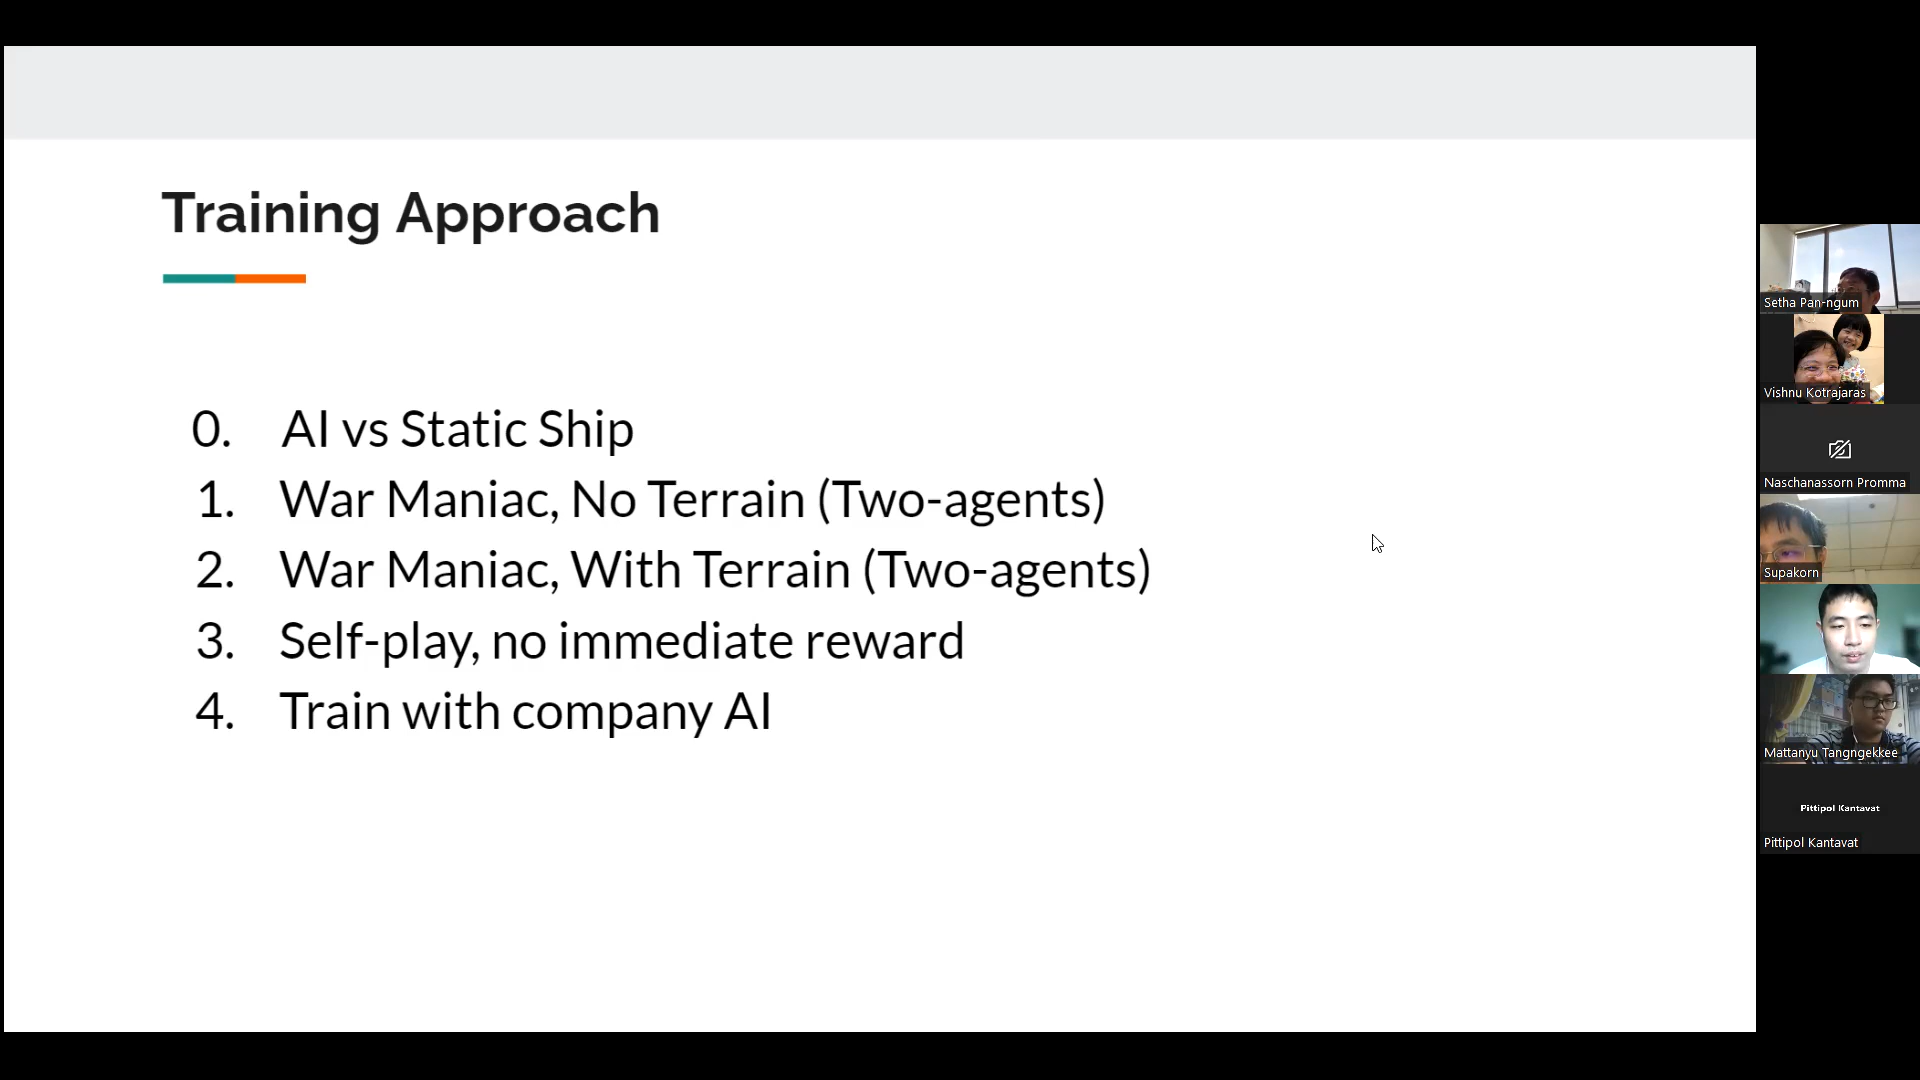 Training Approach
0. AI vs Static Ship
1. War Maniac, No Terrain (Two-agents)
2. War Maniac, With Terrain (Two-agents)
3. Self-play, no immediate reward
4. Train with company AI
Setha Pan-ngum
Vishnu Kotrajaras
Naschanassorn Promma
Supakorn
Mattanyu Tangngekkee
Pittipol Kantavat
Pittipol Kantavat